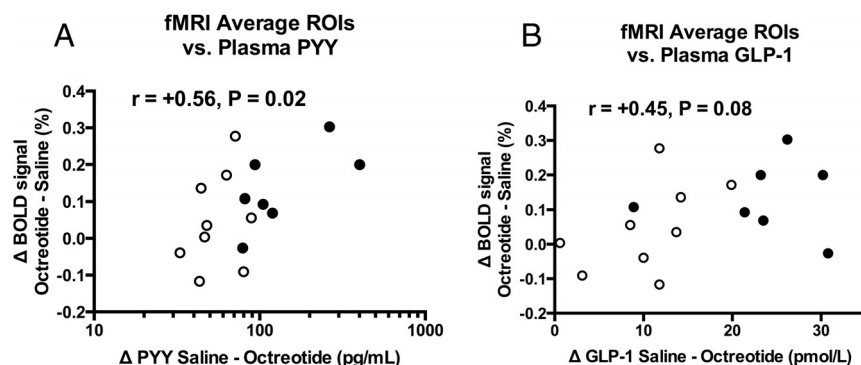 A
fMRI Average ROIs
vs. Plasma PYY
r = +0.56, P = 0.02
Δ BOLD signal
Octreotide - Saline (%)
0.4
0.3
0.2
0.1
0.0
-0.1
-0.2
10
100
1000
Δ PYY Saline - Octreotide (pg/mL)
B
fMRI Average ROIs
vs. Plasma GLP-1
r = +0.45, P = 0.08
Δ BOLD signal
Octreotide - Saline (%)
0.4
0.3
0.2
0.1
0.0
-0.1
-0.2
0
10
20
30
Δ GLP-1 Saline - Octreotide (pmol/L)